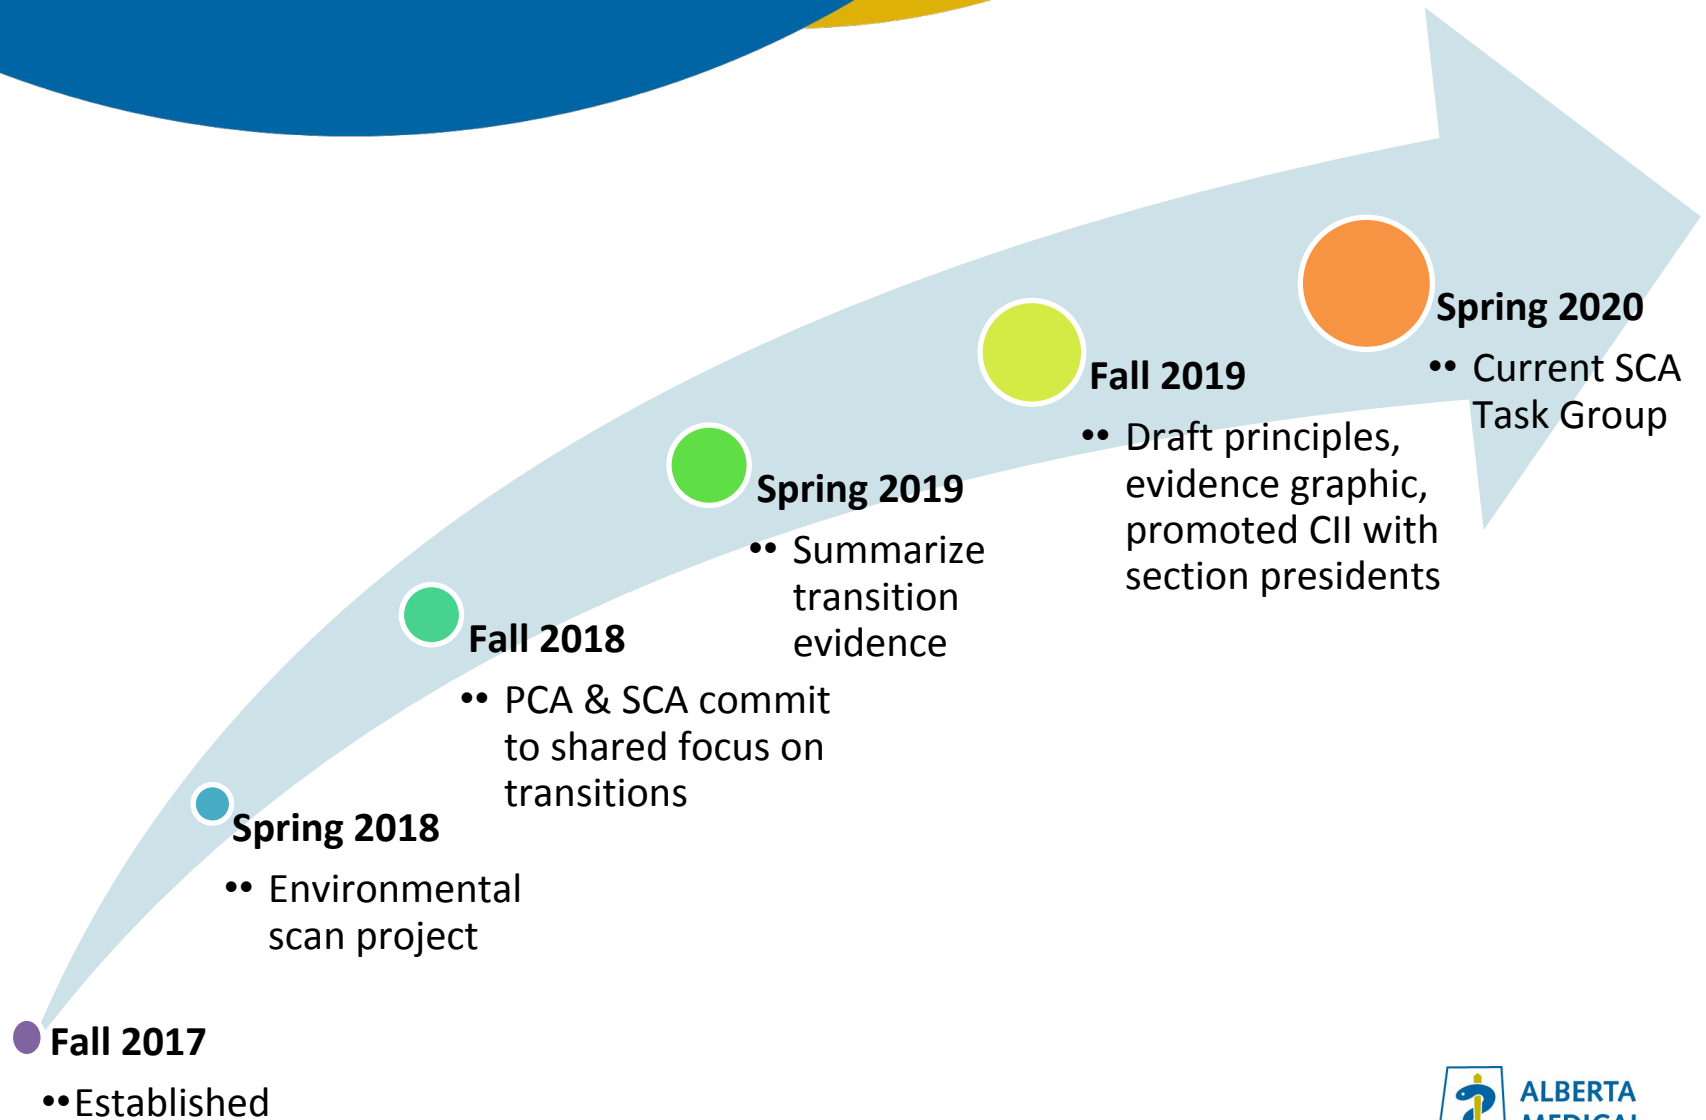 Fall 2017
•• Established
Spring 2018
•• Environmental
scan project
Fall 2018
•• PCA & SCA commit
to shared focus on
transitions
Spring 2019
•• Summarize
transition
evidence
Fall 2019
•• Draft principles,
evidence graphic,
promoted CII with
section presidents
Spring 2020
•• Current SCA
Task Group
ALBERTA
MEDICAL